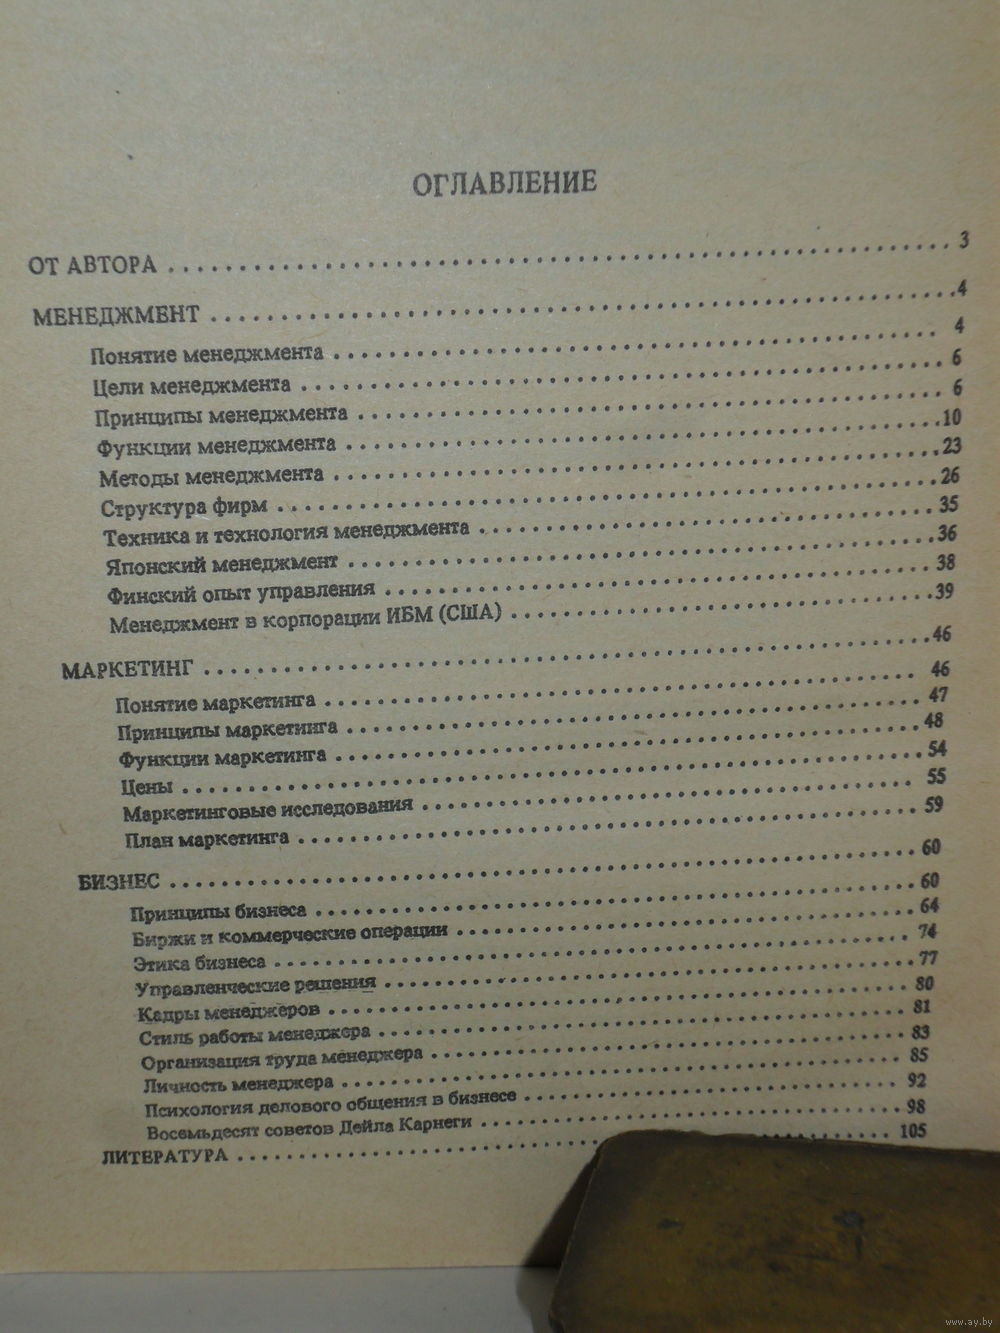 ОГЛАВЛЕНИЕ
ОТ АВТОРА 3
МЕНЕДЖМЕНТ 4
Понятие менеджмента 4
Цели менеджмента 6
Принципы менеджмента 6
Функции менеджмента 10
Методы менеджмента 23
Структура фирм 26
Техника и технология менеджмента 35
Японский менеджмент 36
Финский опыт управления 38
Менеджмент в корпорации ИБМ (США) 39
МАРКЕТИНГ 46
Понятие маркетинга 46
Принципы маркетинга 47
Функции маркетинга 48
Цены 54
Маркетинговые исследования 55
План маркетинга 59
БИЗНЕС 60
Принципы бизнеса 60
Биржи и коммерческие операции 64
Этика бизнеса 74
Управленческие решения 77
Кадры менеджеров 80
Стиль работы менеджера 81
Организация труда менеджера 83
Личность менеджера 85
Психология делового общения в бизнесе 92
Восемьдесят советов Дейла Карнеги 98
ЛИТЕРАТУРА 105
www.ay.by